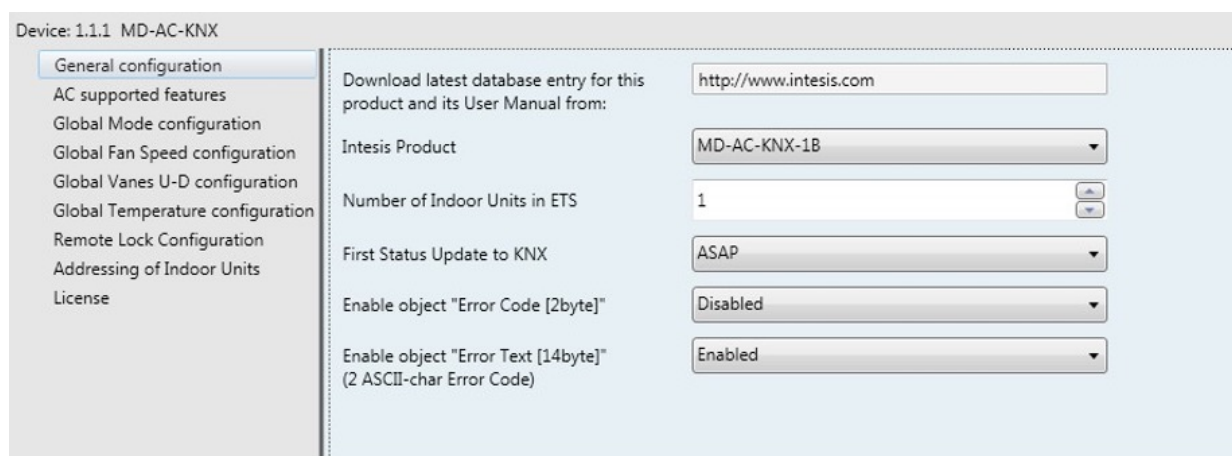 Device: 1.1.1 MD-AC-KNX
General configuration
AC supported features
Global Mode configuration
Global Fan Speed configuration
Global Vanes U-D configuration
Global Temperature configuration
Remote Lock Configuration
Addressing of Indoor Units
License
Download latest database entry for this
product and its User Manual from:
http://www.intesis.com
Intesis Product
MD-AC-KNX-1B
Number of Indoor Units in ETS
1
First Status Update to KNX
ASAP
Enable object "Error Code [2byte]"
Disabled
Enable object "Error Text [14byte]"
(2 ASCII-char Error Code)
Enabled